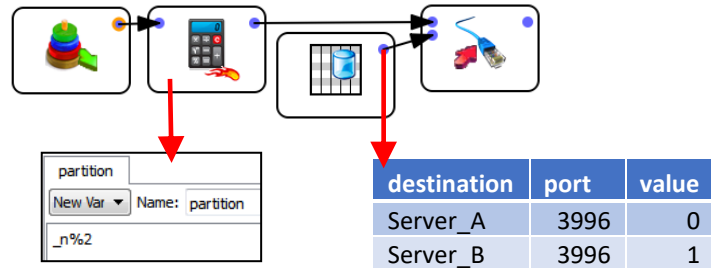 partition
New Var Name: partition
_n%2
destination port value
Server_A 3996 0
Server_B 3996 1